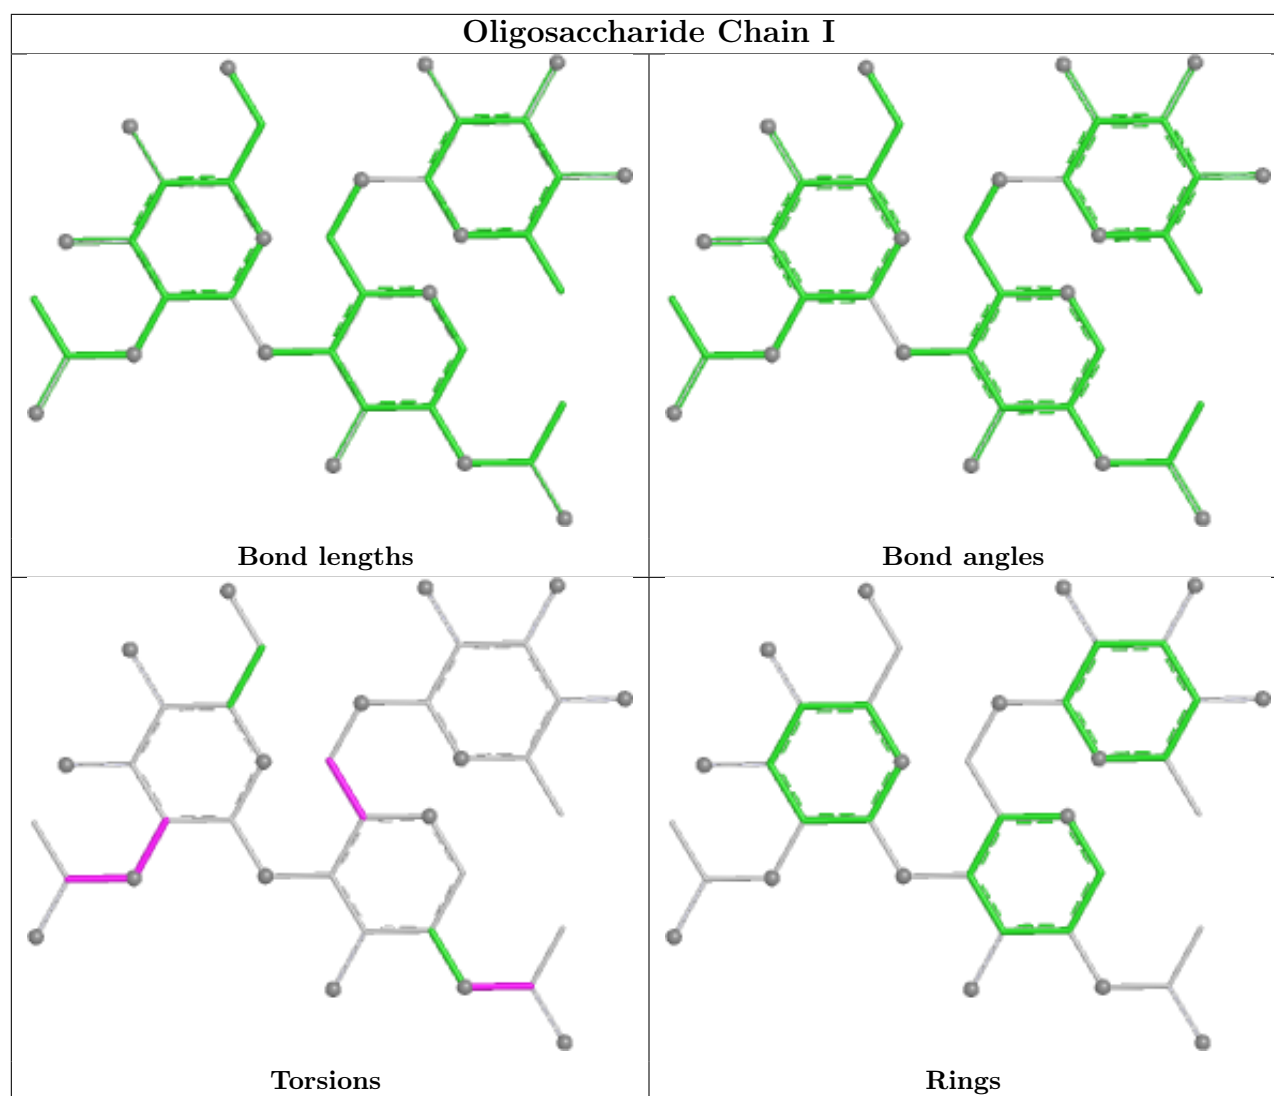 Oligosaccharide Chain I
Bond lengths
Bond angles
Torsions
Rings